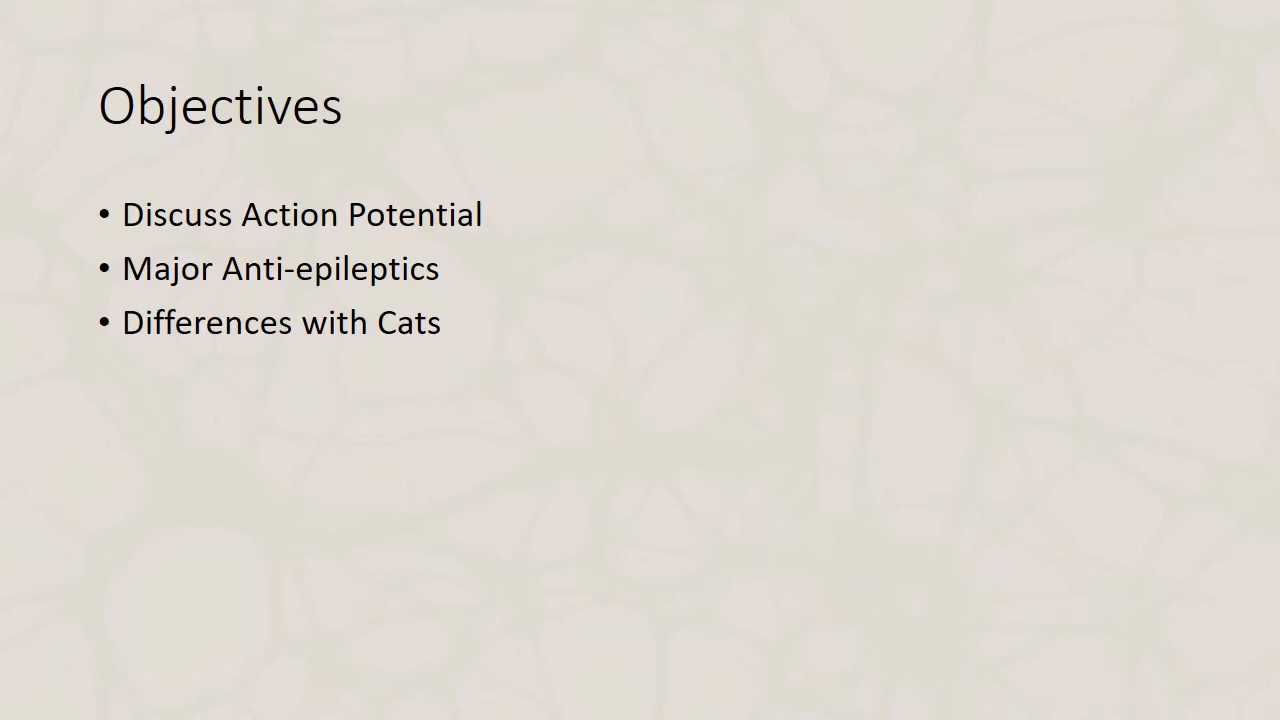 Objectives
• Discuss Action Potential
• Major Anti-epileptics
• Differences with Cats